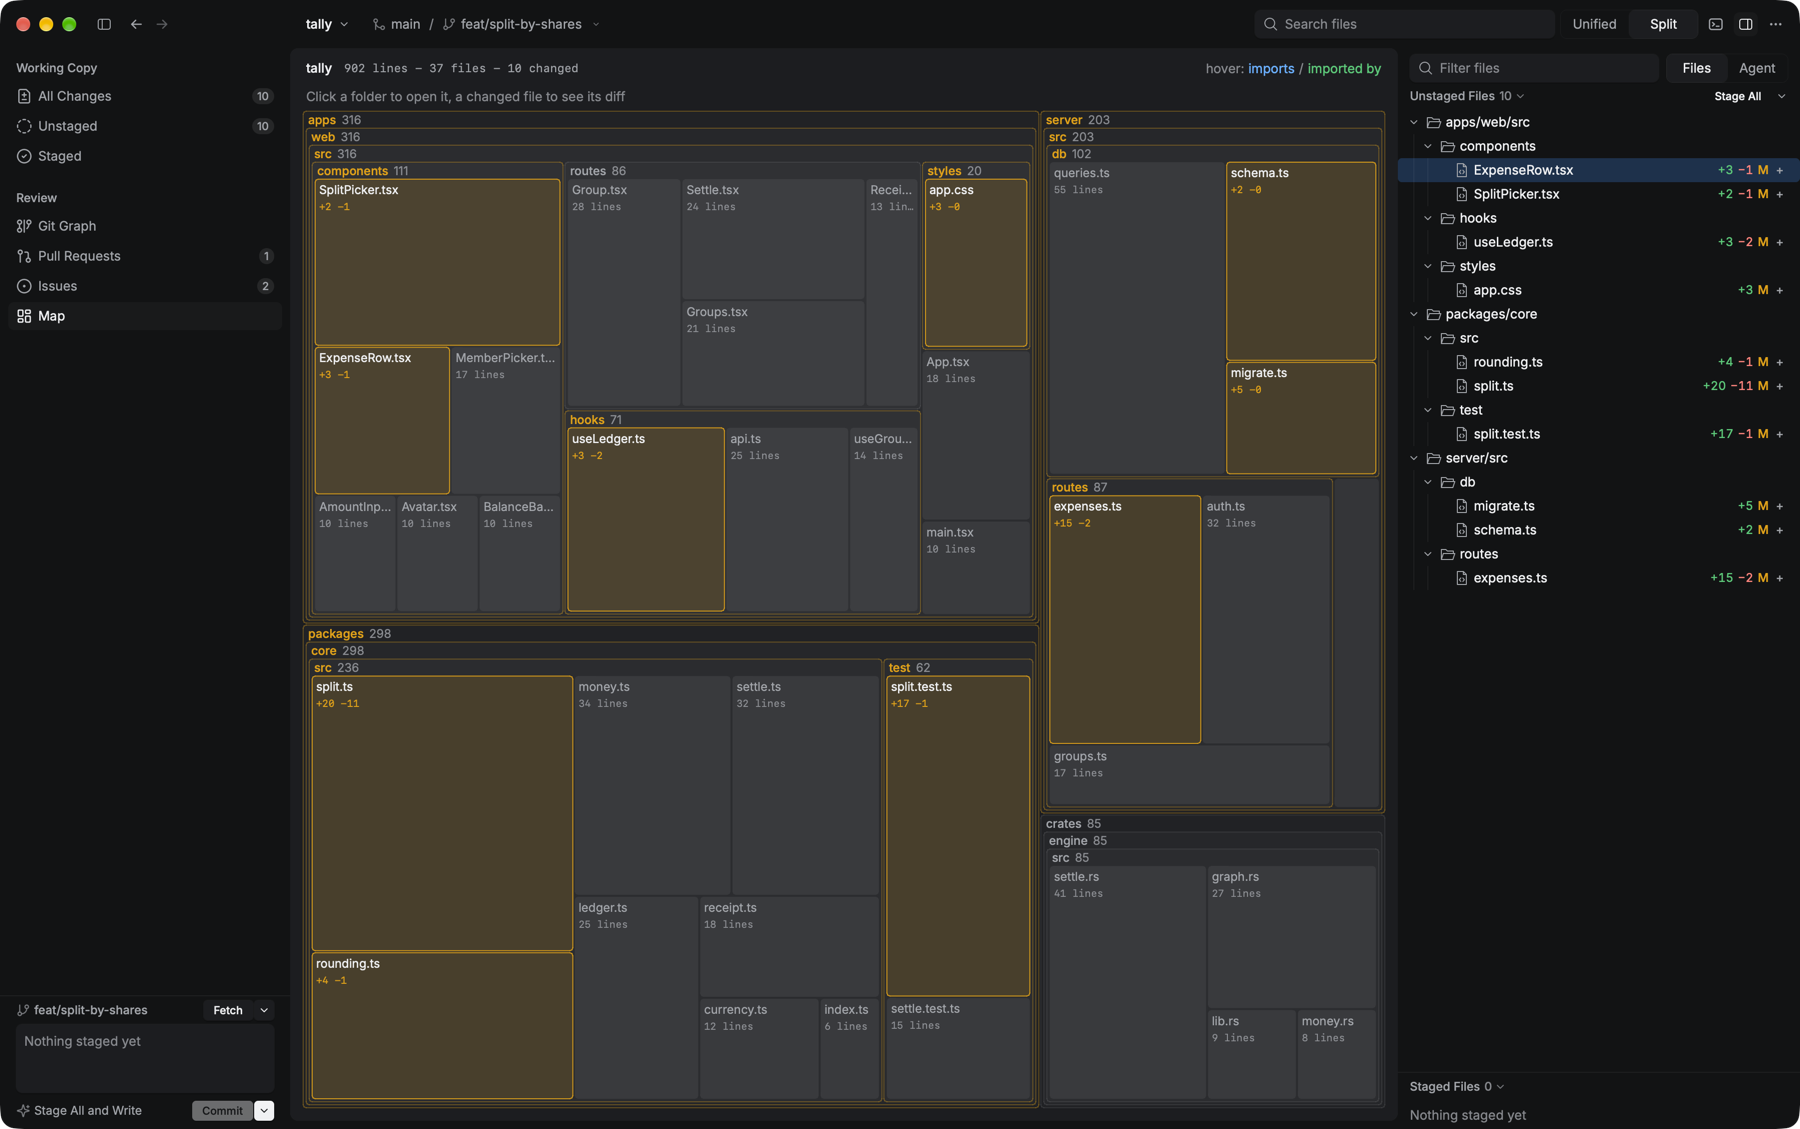 tally
main / feat/split-by-shares
Search files
Unified
Split
Working Copy
All Changes 10
Unstaged 10
Staged
Review
Git Graph
Pull Requests 1
Issues 2
Map
feat/split-by-shares
Fetch
Nothing staged yet
Stage All and Write
Commit
tally 902 lines – 37 files – 10 changed
hover: imports / imported by
Click a folder to open it, a changed file to see its diff
apps 316
web 316
src 316
components 111
SplitPicker.tsx
+2 −1
ExpenseRow.tsx
+3 −1
MemberPicker.t...
17 lines
AmountInp...
10 lines
Avatar.tsx
10 lines
BalanceBa...
10 lines
routes 86
Group.tsx
28 lines
Settle.tsx
24 lines
Recei...
13 lin...
Groups.tsx
21 lines
hooks 71
useLedger.ts
+3 −2
api.ts
25 lines
useGrou...
14 lines
styles 20
app.css
+3 −0
App.tsx
18 lines
main.tsx
10 lines
packages 298
core 298
src 236
split.ts
+20 −11
rounding.ts
+4 −1
money.ts
34 lines
settle.ts
32 lines
ledger.ts
25 lines
receipt.ts
18 lines
currency.ts
12 lines
index.ts
6 lines
test 62
split.test.ts
+17 −1
settle.test.ts
15 lines
server 203
src 203
db 102
queries.ts
55 lines
schema.ts
+2 −0
migrate.ts
+5 −0
routes 87
expenses.ts
+15 −2
auth.ts
32 lines
groups.ts
17 lines
crates 85
engine 85
src 85
settle.rs
41 lines
graph.rs
27 lines
lib.rs
9 lines
money.rs
8 lines
Filter files
Files
Agent
Unstaged Files 10
Stage All
apps/web/src
components
ExpenseRow.tsx +3 −1 M +
SplitPicker.tsx +2 −1 M +
hooks
useLedger.ts +3 −2 M +
styles
app.css +3 M +
packages/core
src
rounding.ts +4 −1 M +
split.ts +20 −11 M +
test
split.test.ts +17 −1 M +
server/src
db
migrate.ts +5 M +
schema.ts +2 M +
routes
expenses.ts +15 −2 M +
Staged Files 0
Nothing staged yet